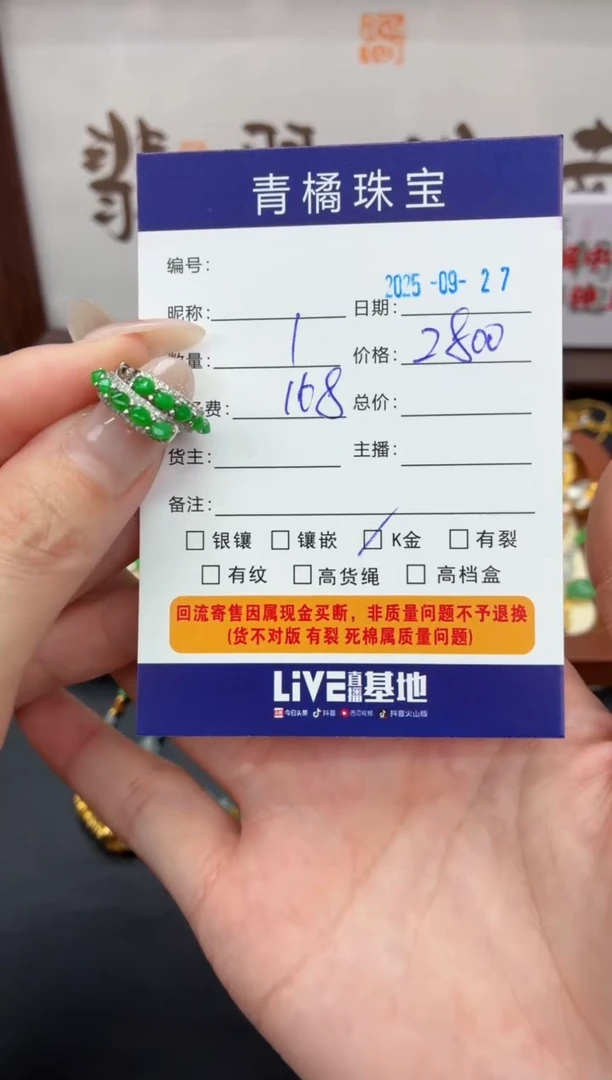 青橘珠宝
编号:
昵称: 日期: 2025-09-27
数量: 1 价格: 2800
费: 168 总价:
货主: 主播:
备注:
银镶 镶嵌 K金 有裂
有纹 高货绳 高档盒
回流寄售因属现金买断，非质量问题不予退换
(货不对版 有裂 死棉属质量问题)
LIVE直播基地
今日头条 抖音 西瓜视频 抖音火山版